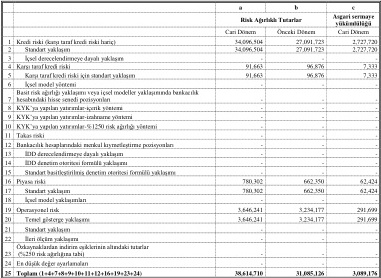 a b c
Risk Ağırlıklı Tutarlar Asgari sermaye yükümlülüğü
Cari Dönem Önceki Dönem Cari Dönem
1 Kredi riski (karşı taraf kredi riski hariç) 34,096,504 27,091,723 2,727,720
2 Standart yaklaşım 34,096,504 27,091,723 2,727,720
3 İçsel derecelendirmeye dayalı yaklaşım - - -
4 Karşı taraf kredi riski 91,663 96,876 7,333
5 Karşı taraf kredi riski için standart yaklaşım 91,663 96,876 7,333
6 İçsel model yöntemi - - -
7 Basit risk ağırlığı yaklaşımı veya içsel modeller yaklaşımında bankacılık
hesabındaki hisse senedi pozisyonları - - -
8 KYK'ya yapılan yatırımlar-içerik yöntemi - - -
9 KYK'ya yapılan yatırımlar-izahname yöntemi - - -
10 KYK'ya yapılan yatırımlar-%1250 risk ağırlığı yöntemi - - -
11 Takas riski - - -
12 Bankacılık hesaplarındaki menkul kıymetleştirme pozisyonları - - -
13 İDD derecelendirmeye dayalı yaklaşım - - -
14 İDD denetim otoritesi formülü yaklaşımı - - -
15 Standart basitleştirilmiş denetim otoritesi formülü yaklaşımı - - -
16 Piyasa riski 780,302 662,350 62,424
17 Standart yaklaşım 780,302 662,350 62,424
18 İçsel model yaklaşımları - - -
19 Operasyonel risk 3,646,241 3,234,177 291,699
20 Temel gösterge yaklaşımı 3,646,241 3,234,177 291,699
21 Standart yaklaşım - - -
22 İleri ölçüm yaklaşımı - - -
23 Özkaynaklardan indirim eşiklerinin altındaki tutarlar
(%250 risk ağırlığına tabi) - - -
24 En düşük değer ayarlamaları - - -
25 Toplam (1+4+7+8+9+10+11+12+16+19+23+24) 38,614,710 31,085,126 3,089,176